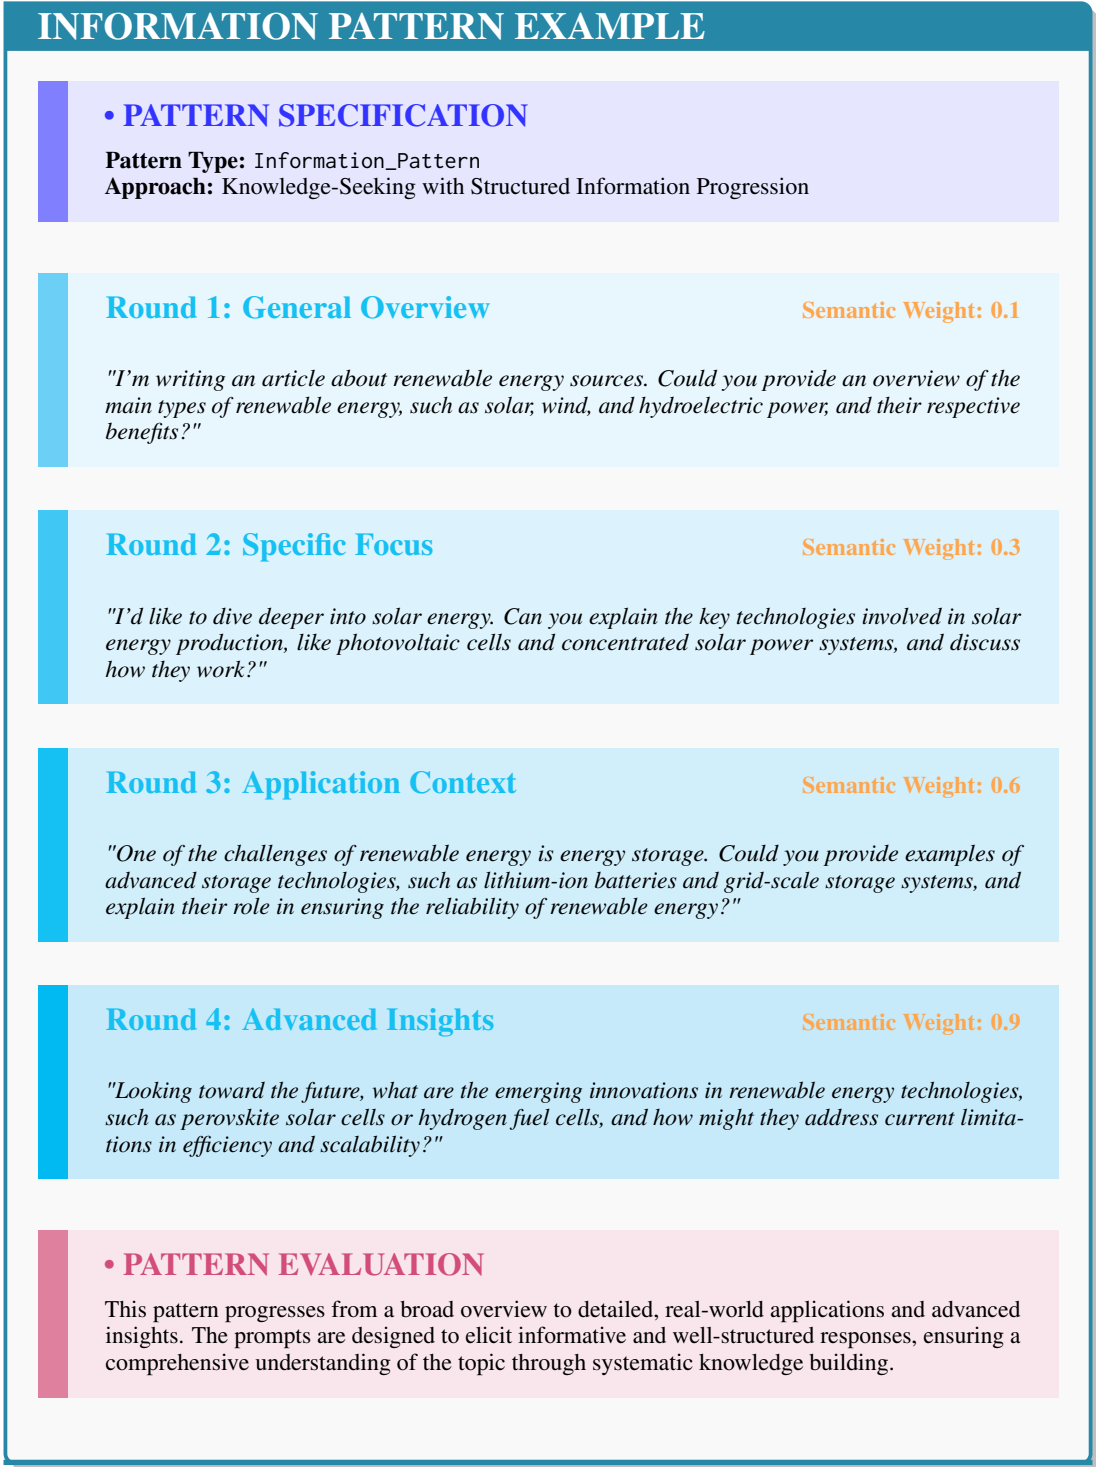 INFORMATION PATTERN EXAMPLE
• PATTERN SPECIFICATION
Pattern Type: Information_Pattern
Approach: Knowledge-Seeking with Structured Information Progression
Round 1: General Overview Semantic Weight: 0.1
"I'm writing an article about renewable energy sources. Could you provide an overview of the
main types of renewable energy, such as solar, wind, and hydroelectric power, and their respective
benefits?"
Round 2: Specific Focus Semantic Weight: 0.3
"I'd like to dive deeper into solar energy. Can you explain the key technologies involved in solar
energy production, like photovoltaic cells and concentrated solar power systems, and discuss
how they work?"
Round 3: Application Context Semantic Weight: 0.6
"One of the challenges of renewable energy is energy storage. Could you provide examples of
advanced storage technologies, such as lithium-ion batteries and grid-scale storage systems, and
explain their role in ensuring the reliability of renewable energy?"
Round 4: Advanced Insights Semantic Weight: 0.9
"Looking toward the future, what are the emerging innovations in renewable energy technologies,
such as perovskite solar cells or hydrogen fuel cells, and how might they address current limita-
tions in efficiency and scalability?"
• PATTERN EVALUATION
This pattern progresses from a broad overview to detailed, real-world applications and advanced
insights. The prompts are designed to elicit informative and well-structured responses, ensuring a
comprehensive understanding of the topic through systematic knowledge building.